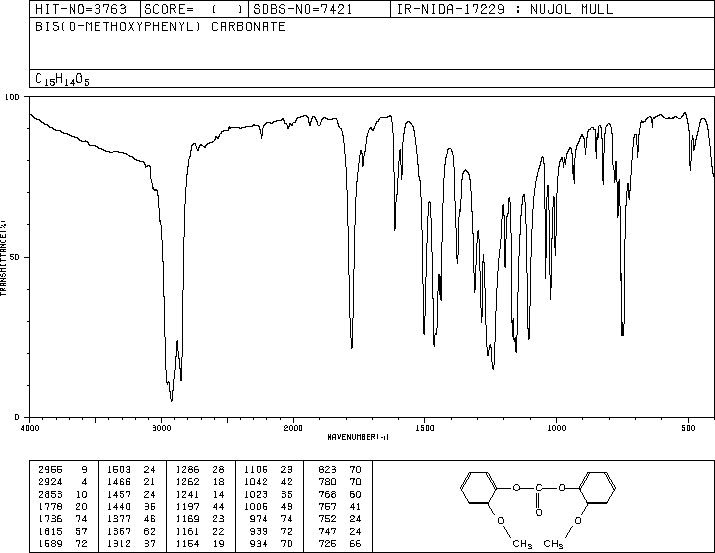 HIT-NO=3763 SCORE= ( ) SDBS-NO=7421 IR-NIDA-17229 : NUJOL MULL
BIS(O-METHOXYPHENYL) CARBONATE
C15H14O5
100
50
0
TRANSMITTANCE(%)
4000 3000 2000 1500 1000 500
WAVENUMBER(-1)
2955 9 1503 24 1286 28 1106 23 823 70
2924 4 1466 21 1262 18 1042 42 780 70
2853 10 1457 24 1241 14 1023 35 768 60
1778 20 1440 36 1197 44 1006 49 757 41
1736 74 1377 46 1169 23 974 74 752 24
1615 57 1367 62 1161 22 939 72 747 24
1589 72 1312 37 1154 19 934 70 726 66
O C O
O
O O
CH3 CH3